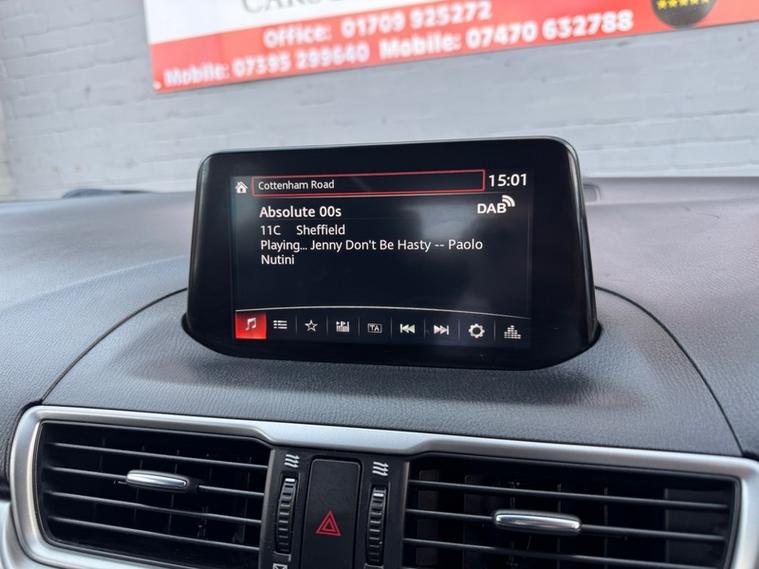 Office: 01709 925272
Mobile: 07395 299640 Mobile: 07470 632788
Cottenham Road 15:01
Absolute 00s DAB
11C Sheffield
Playing... Jenny Don't Be Hasty -- Paolo
Nutini
TA